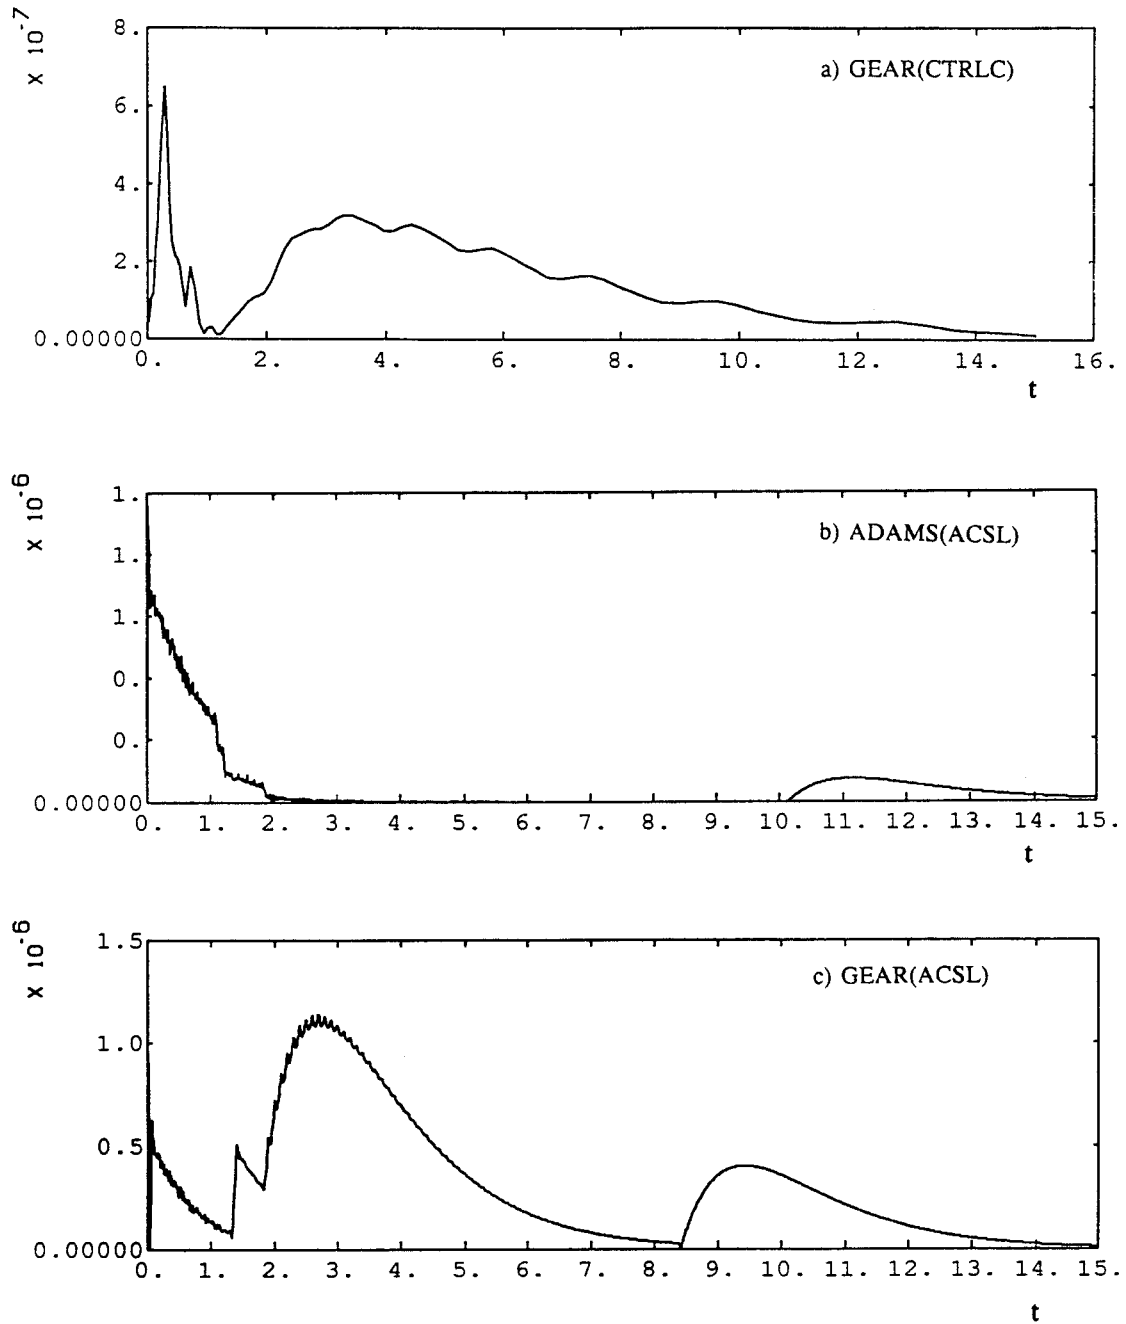 x 10⁻⁷
8.
a) GEAR(CTRLC)
6.
4.
2.
0.00000
0. 2. 4. 6. 8. 10. 12. 14. 16.
t
x 10⁻⁶
1.
b) ADAMS(ACSL)
1.
1.
0.
0.
0.00000
0. 1. 2. 3. 4. 5. 6. 7. 8. 9. 10. 11. 12. 13. 14. 15.
t
x 10⁻⁶
1.5
c) GEAR(ACSL)
1.0
0.5
0.00000
0. 1. 2. 3. 4. 5. 6. 7. 8. 9. 10. 11. 12. 13. 14. 15.
t